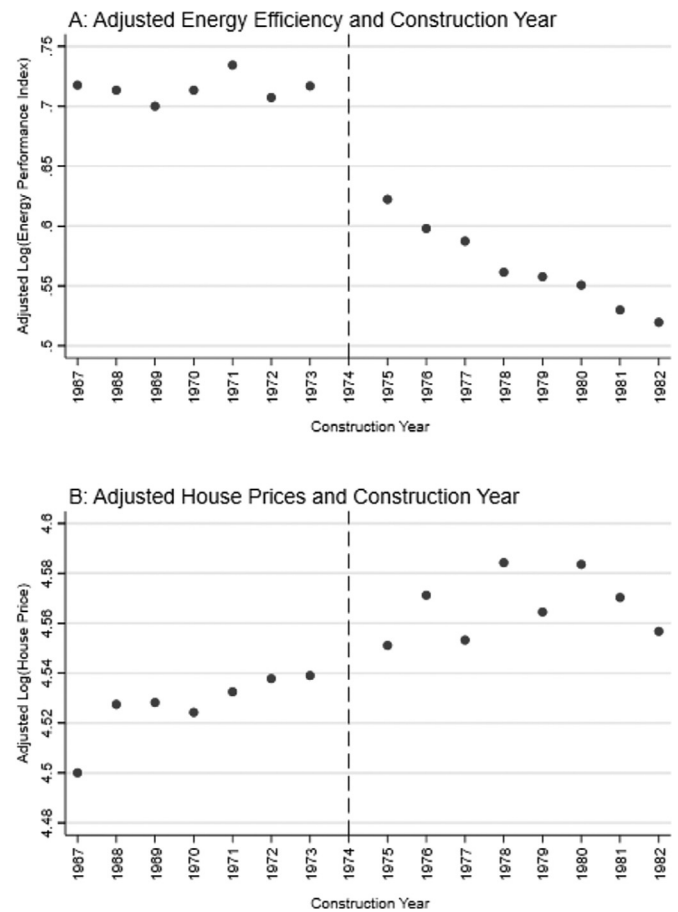 A: Adjusted Energy Efficiency and Construction Year
Adjusted Log(Energy Performance Index)
.75
.7
.65
.6
.55
.5
1967 1968 1969 1970 1971 1972 1973 1974 1975 1976 1977 1978 1979 1980 1981 1982
Construction Year
B: Adjusted House Prices and Construction Year
Adjusted Log(House Price)
4.6
4.58
4.56
4.54
4.52
4.5
4.48
1967 1968 1969 1970 1971 1972 1973 1974 1975 1976 1977 1978 1979 1980 1981 1982
Construction Year